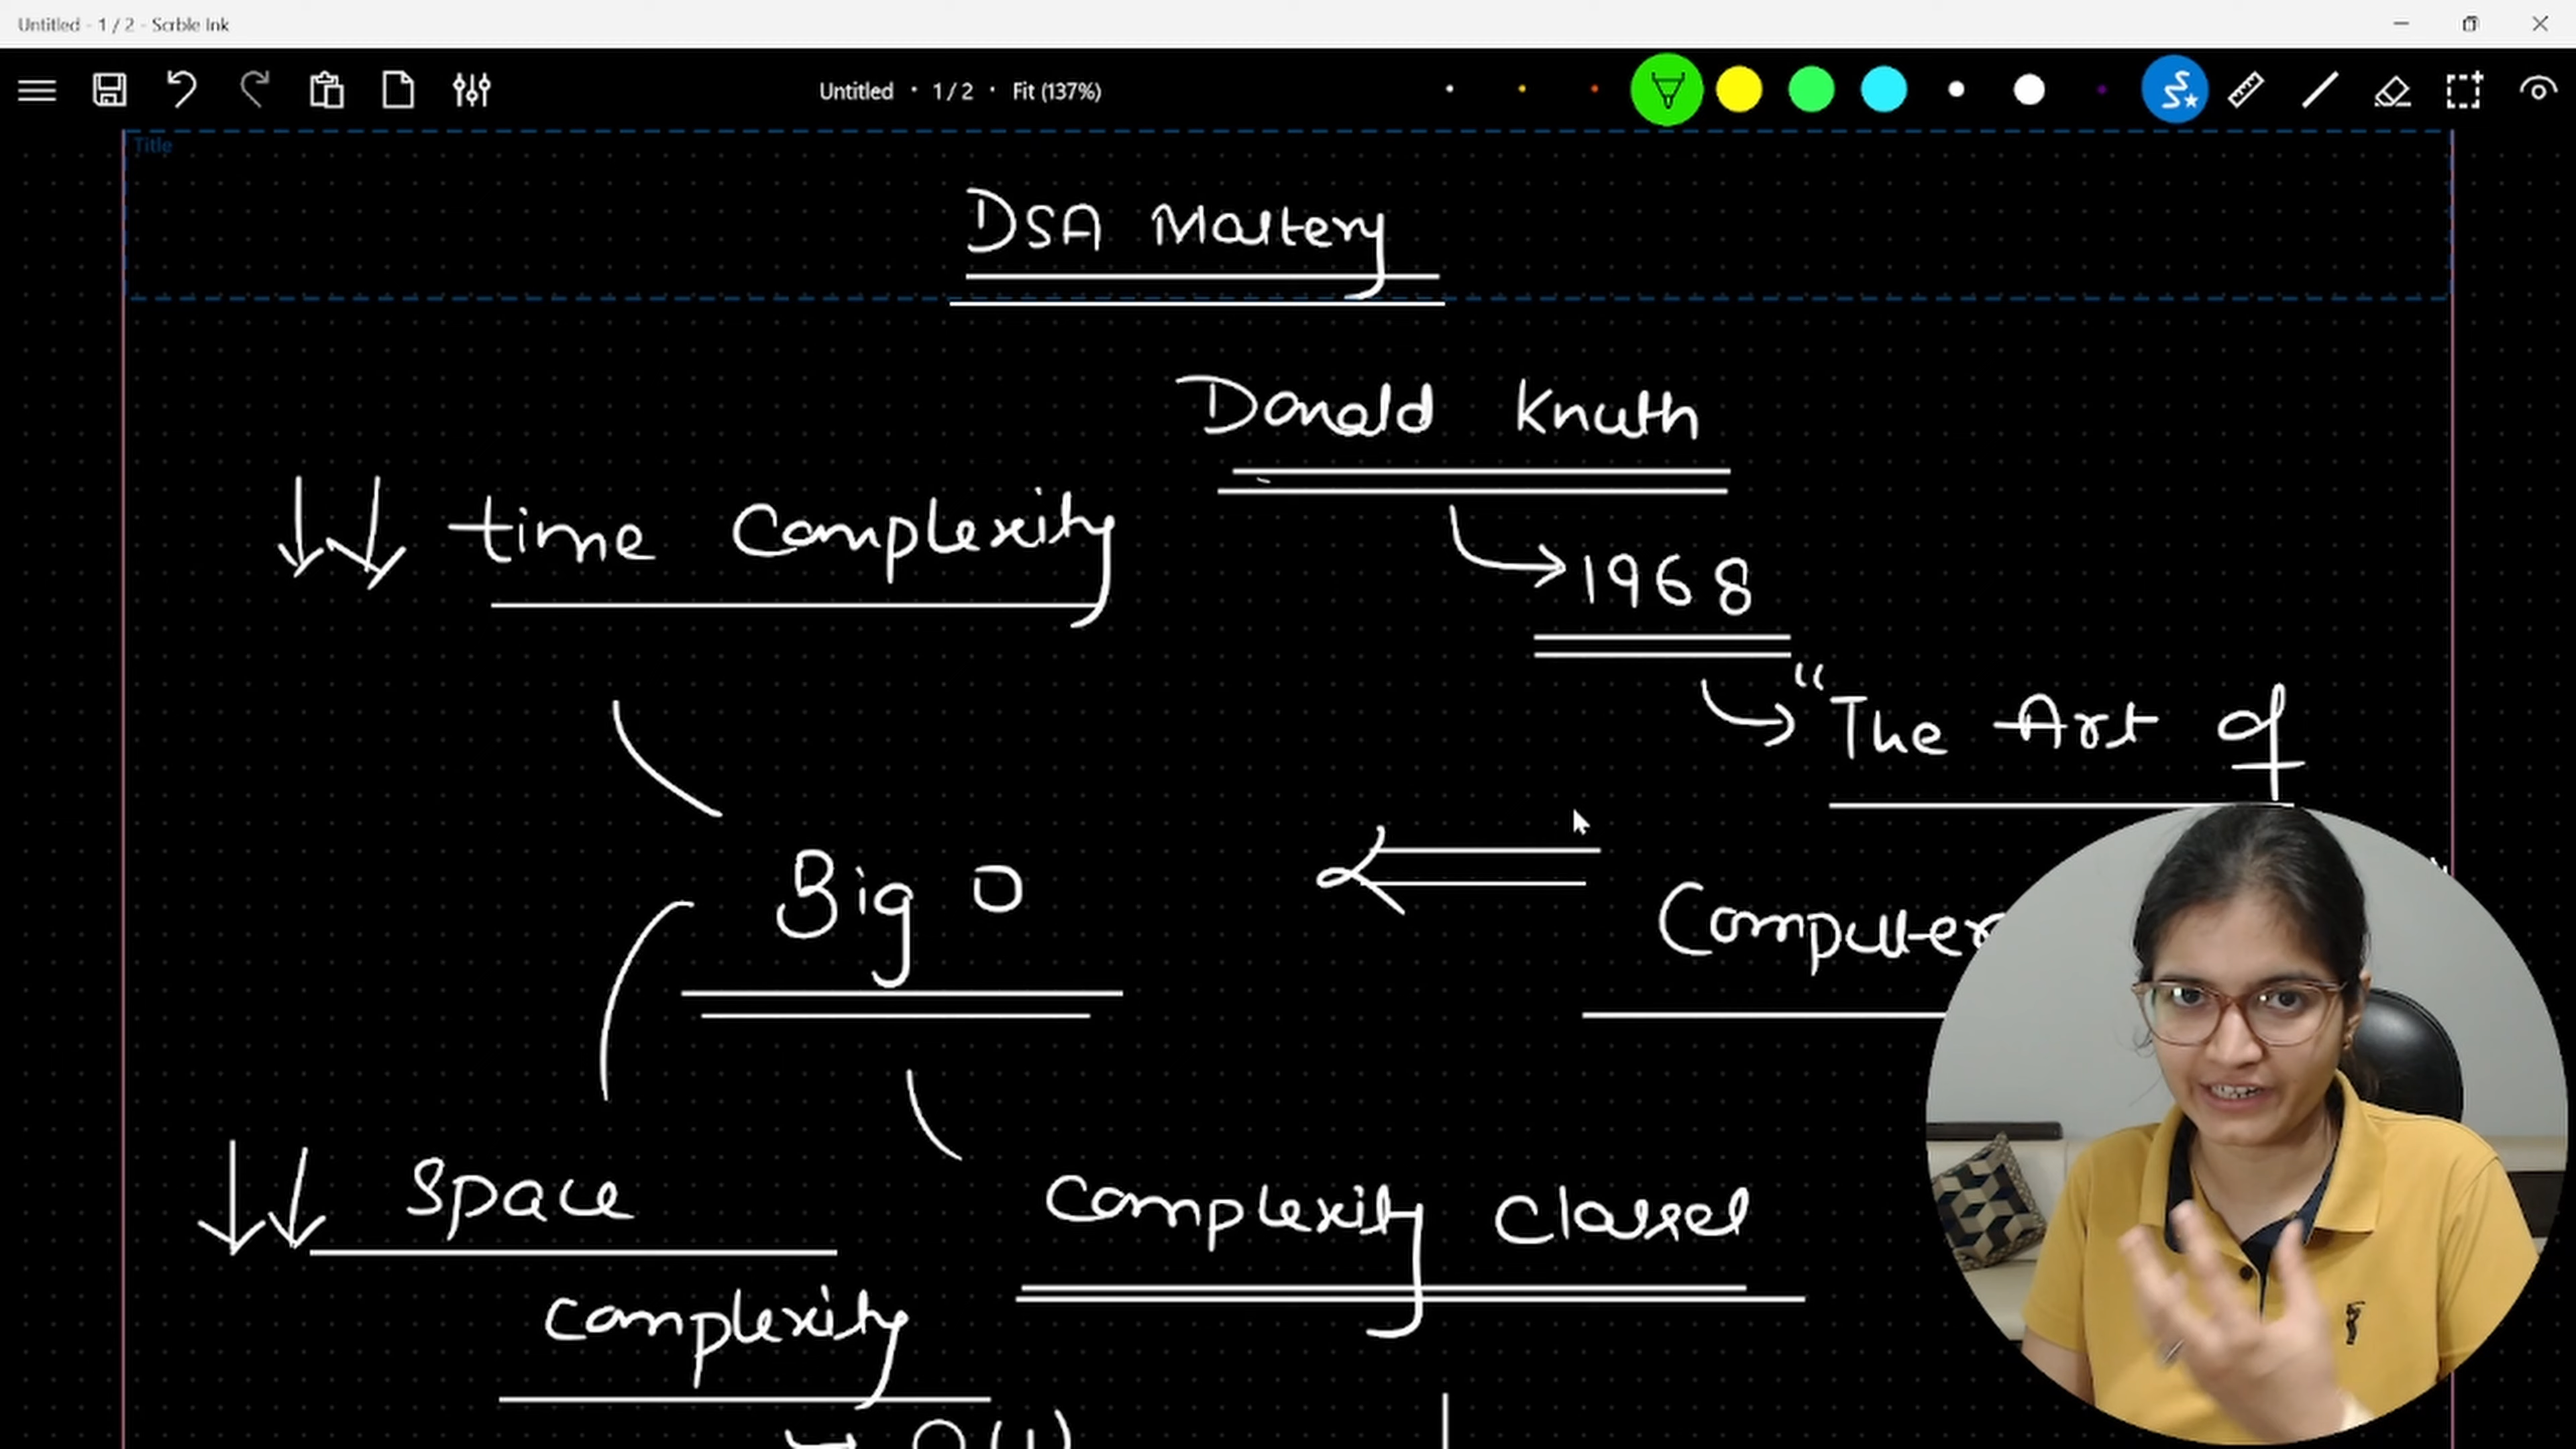 Untitled - 1 / 2 - Scrble Ink
Untitled · 1 / 2 · Fit (137%)
Title
DSA Mastery
Donald Knuth
time Complexity
1968
"The Art of
Big O
Computer
Space
Complexity Classes
complexity
O(1)